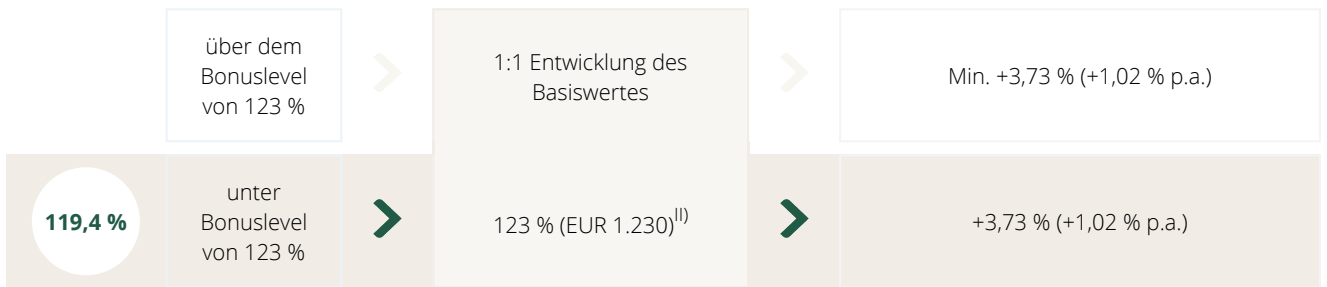 über dem
Bonuslevel
von 123 %
1:1 Entwicklung des
Basiswertes
Min. +3,73 % (+1,02 % p.a.)
119,4 %
unter
Bonuslevel
von 123 %
123 % (EUR 1.230)II)
+3,73 % (+1,02 % p.a.)